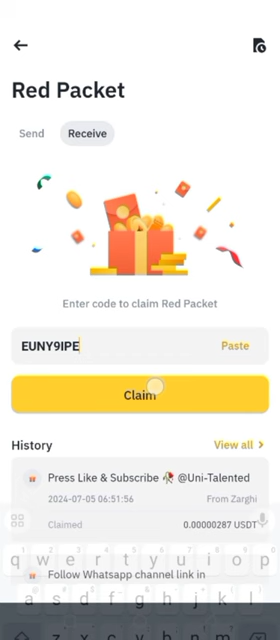 Red Packet
Send Receive
Enter code to claim Red Packet
EUNY9IPE Paste
Claim
History View all >
Press Like & Subscribe 🥀 @Uni-Talented
2024-07-05 06:51:56 From Zarghi
Claimed 0.00000287 USDT
q w e r t y u i o p
Follow Whatsapp channel link in
a s d f g h j k l
z x c v b n m